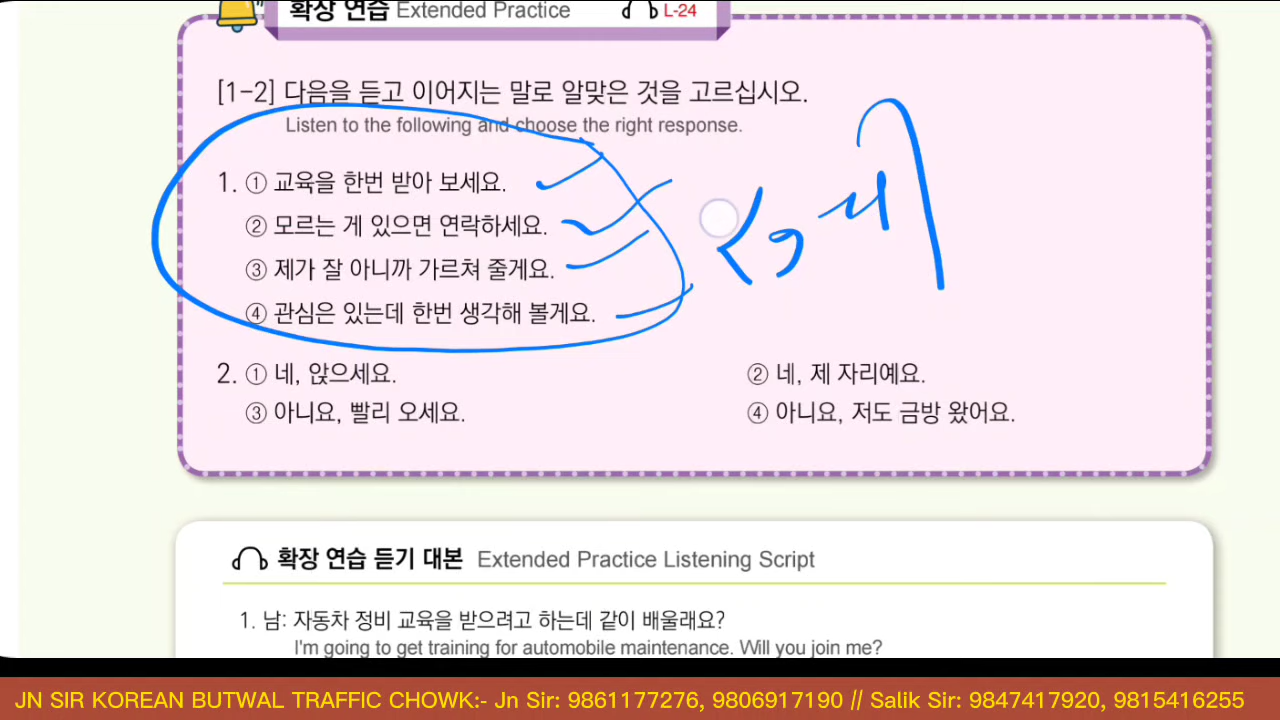 확장 연습 Extended Practice L-24
[1-2] 다음을 듣고 이어지는 말로 알맞은 것을 고르십시오.
Listen to the following and choose the right response.
1. ① 교육을 한번 받아 보세요.
② 모르는 게 있으면 연락하세요.
③ 제가 잘 아니까 가르쳐 줄게요.
④ 관심은 있는데 한번 생각해 볼게요.
2. ① 네, 앉으세요. ② 네, 제 자리예요.
③ 아니요, 빨리 오세요. ④ 아니요, 저도 금방 왔어요.
확장 연습 듣기 대본 Extended Practice Listening Script
1. 남: 자동차 정비 교육을 받으려고 하는데 같이 배울래요?
I'm going to get training for automobile maintenance. Will you join me?
JN SIR KOREAN BUTWAL TRAFFIC CHOWK:- Jn Sir: 9861177276, 9806917190 // Salik Sir: 9847417920, 9815416255